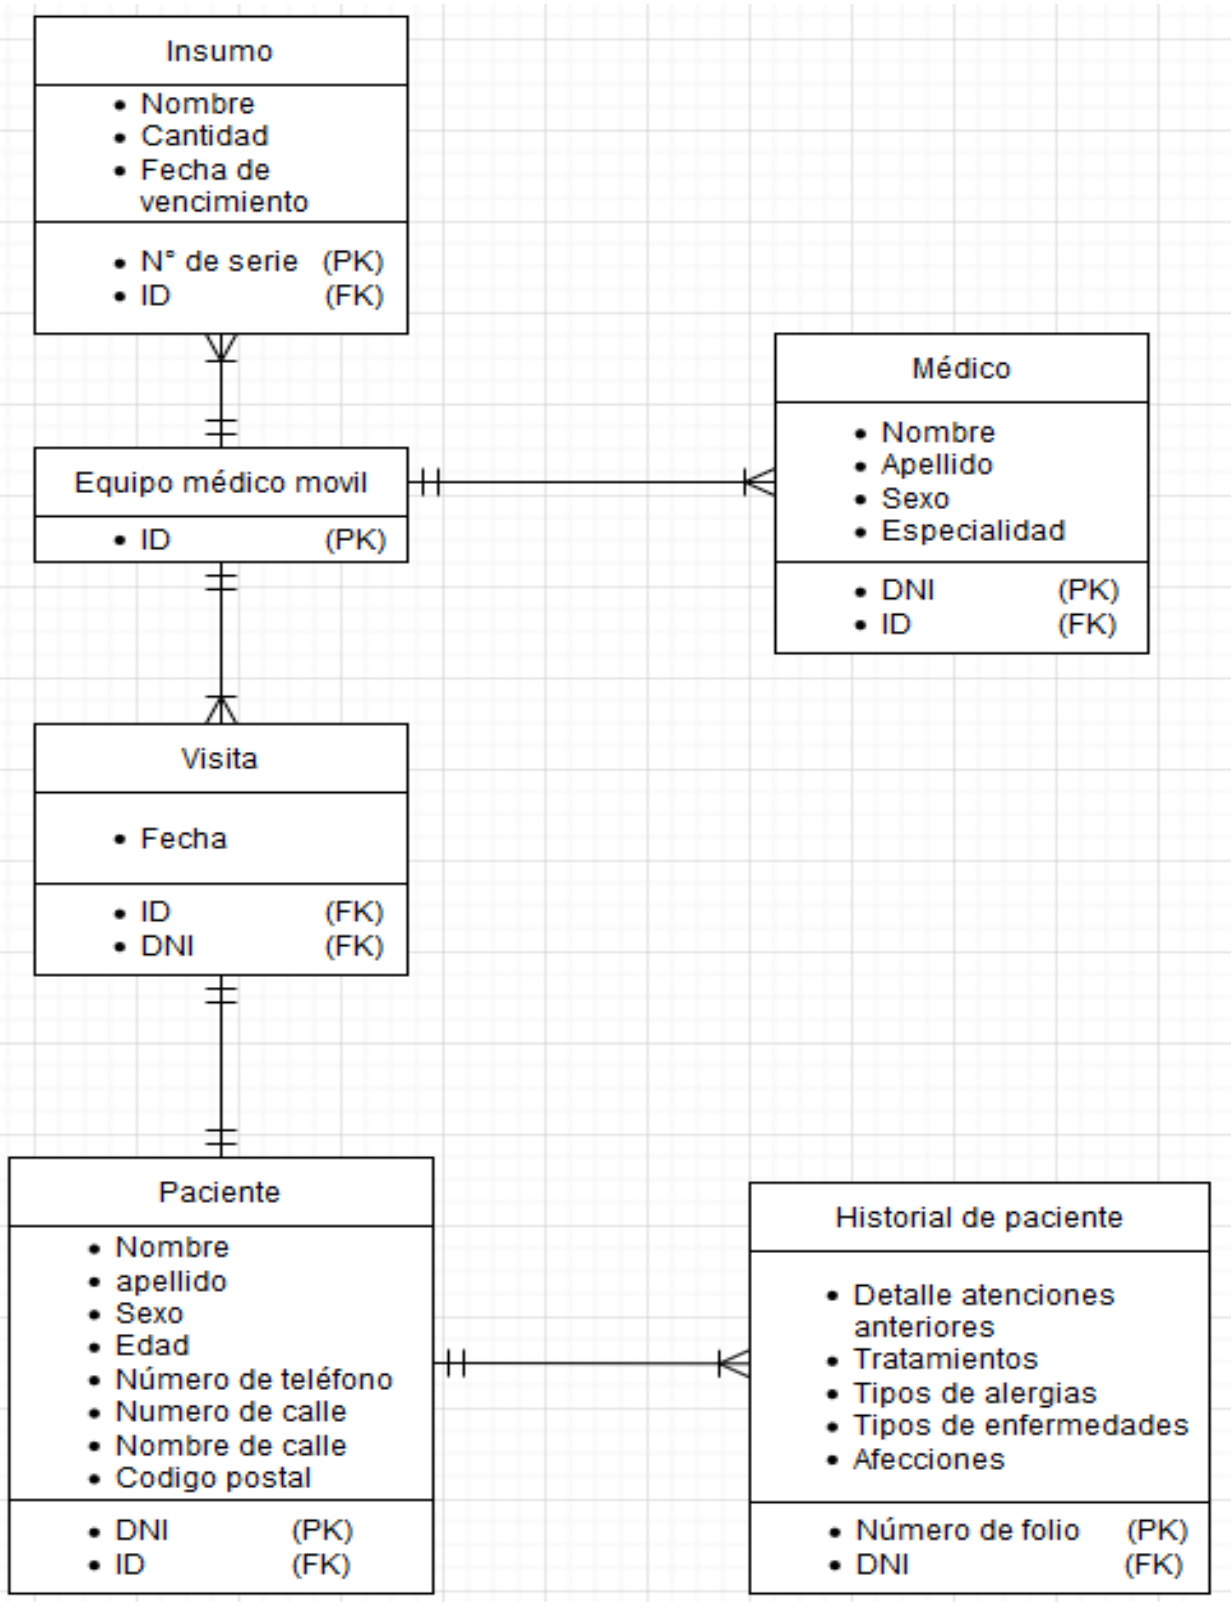 Insumo
Nombre
Cantidad
Fecha de
vencimiento
N° de serie (PK)
ID (FK)
Médico
Nombre
Apellido
Sexo
Especialidad
DNI (PK)
ID (FK)
Equipo médico movil
ID (PK)
Visita
Fecha
ID (FK)
DNI (FK)
Paciente
Nombre
apellido
Sexo
Edad
Número de teléfono
Numero de calle
Nombre de calle
Codigo postal
DNI (PK)
ID (FK)
Historial de paciente
Detalle atenciones
anteriores
Tratamientos
Tipos de alergias
Tipos de enfermedades
Afecciones
Número de folio (PK)
DNI (FK)